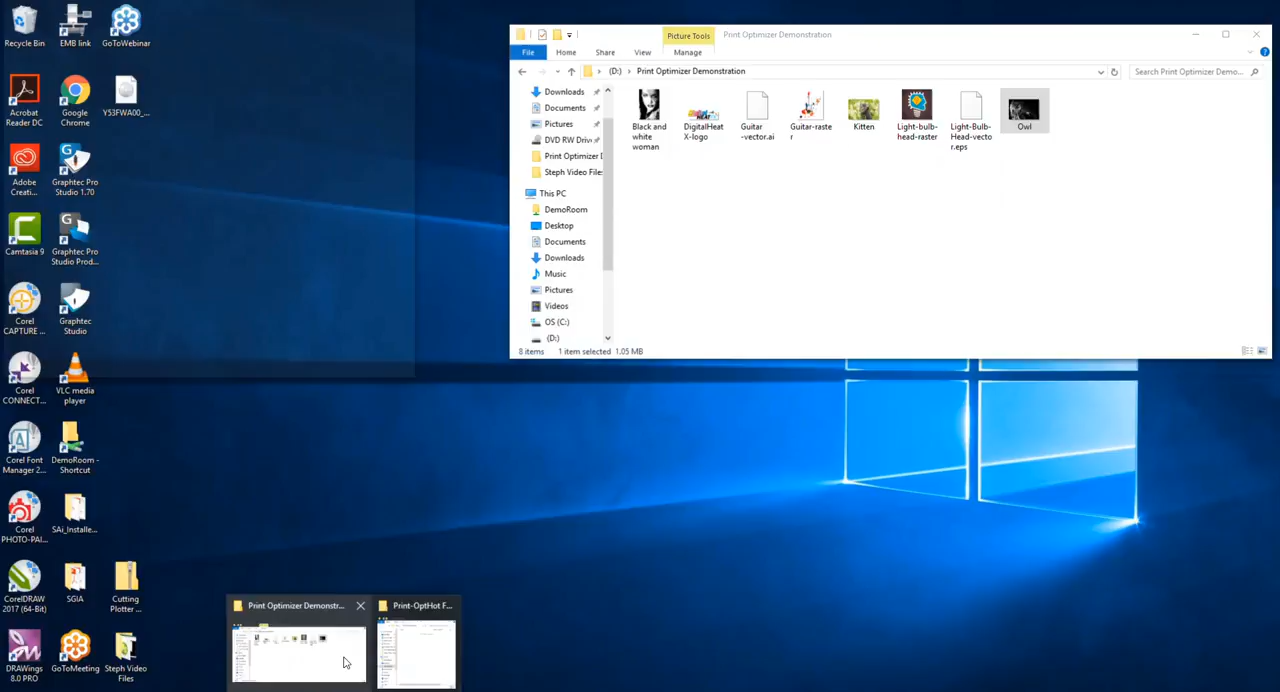 Recycle Bin
EMB link
GoToWebinar
Acrobat
Reader DC
Google
Chrome
Y53FWA00_...
Adobe
Creati...
Graphtec Pro
Studio 1.70
Camtasia 9
Graphtec Pro
Studio Prod...
Corel
CAPTURE ...
Graphtec
Studio
Corel
CONNECT...
VLC media
player
Corel Font
Manager 2...
DemoRoom -
Shortcut
Corel
PHOTO-PAI...
SAi_Installe...
CorelDRAW
2017 (64-Bit)
SGIA
Cutting
Plotter ...
DRAWings
8.0 PRO
GoToMeeting
Steph Video
Files
Picture Tools
Print Optimizer Demonstration
File
Home
Share
View
Manage
(D:) > Print Optimizer Demonstration
Search Print Optimizer Demo...
Downloads
Documents
Pictures
DVD RW Driv
Print Optimizer D
Steph Video Files
This PC
DemoRoom
Desktop
Documents
Downloads
Music
Pictures
Videos
OS (C:)
(D:)
Black and
white
woman
DigitalHeat
X-logo
Guitar
-vector.ai
Guitar-raste
r
Kitten
Light-bulb-
head-raster
Light-Bulb-
Head-vecto
r.eps
Owl
8 items
1 item selected 1.05 MB
Print Optimizer Demonstr...
Print-OptHot F...